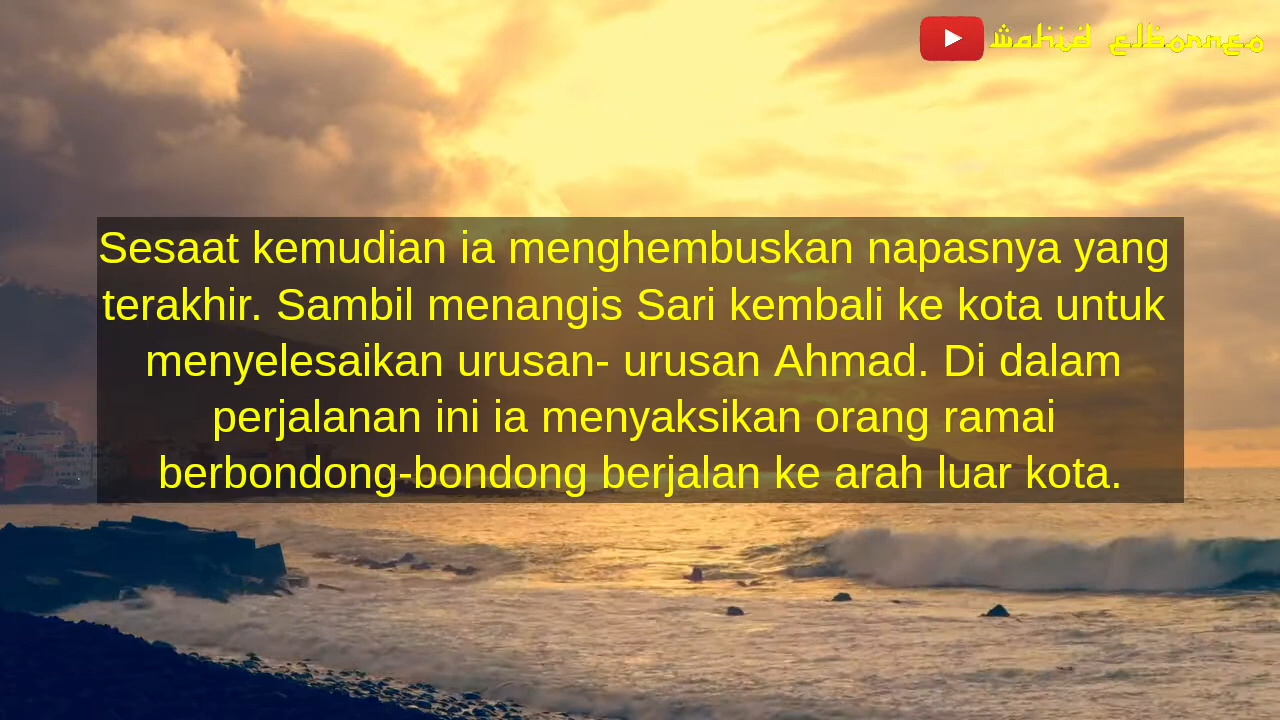 Wahid elborneo
Sesaat kemudian ia menghembuskan napasnya yang
terakhir. Sambil menangis Sari kembali ke kota untuk
menyelesaikan urusan- urusan Ahmad. Di dalam
perjalanan ini ia menyaksikan orang ramai
berbondong-bondong berjalan ke arah luar kota.